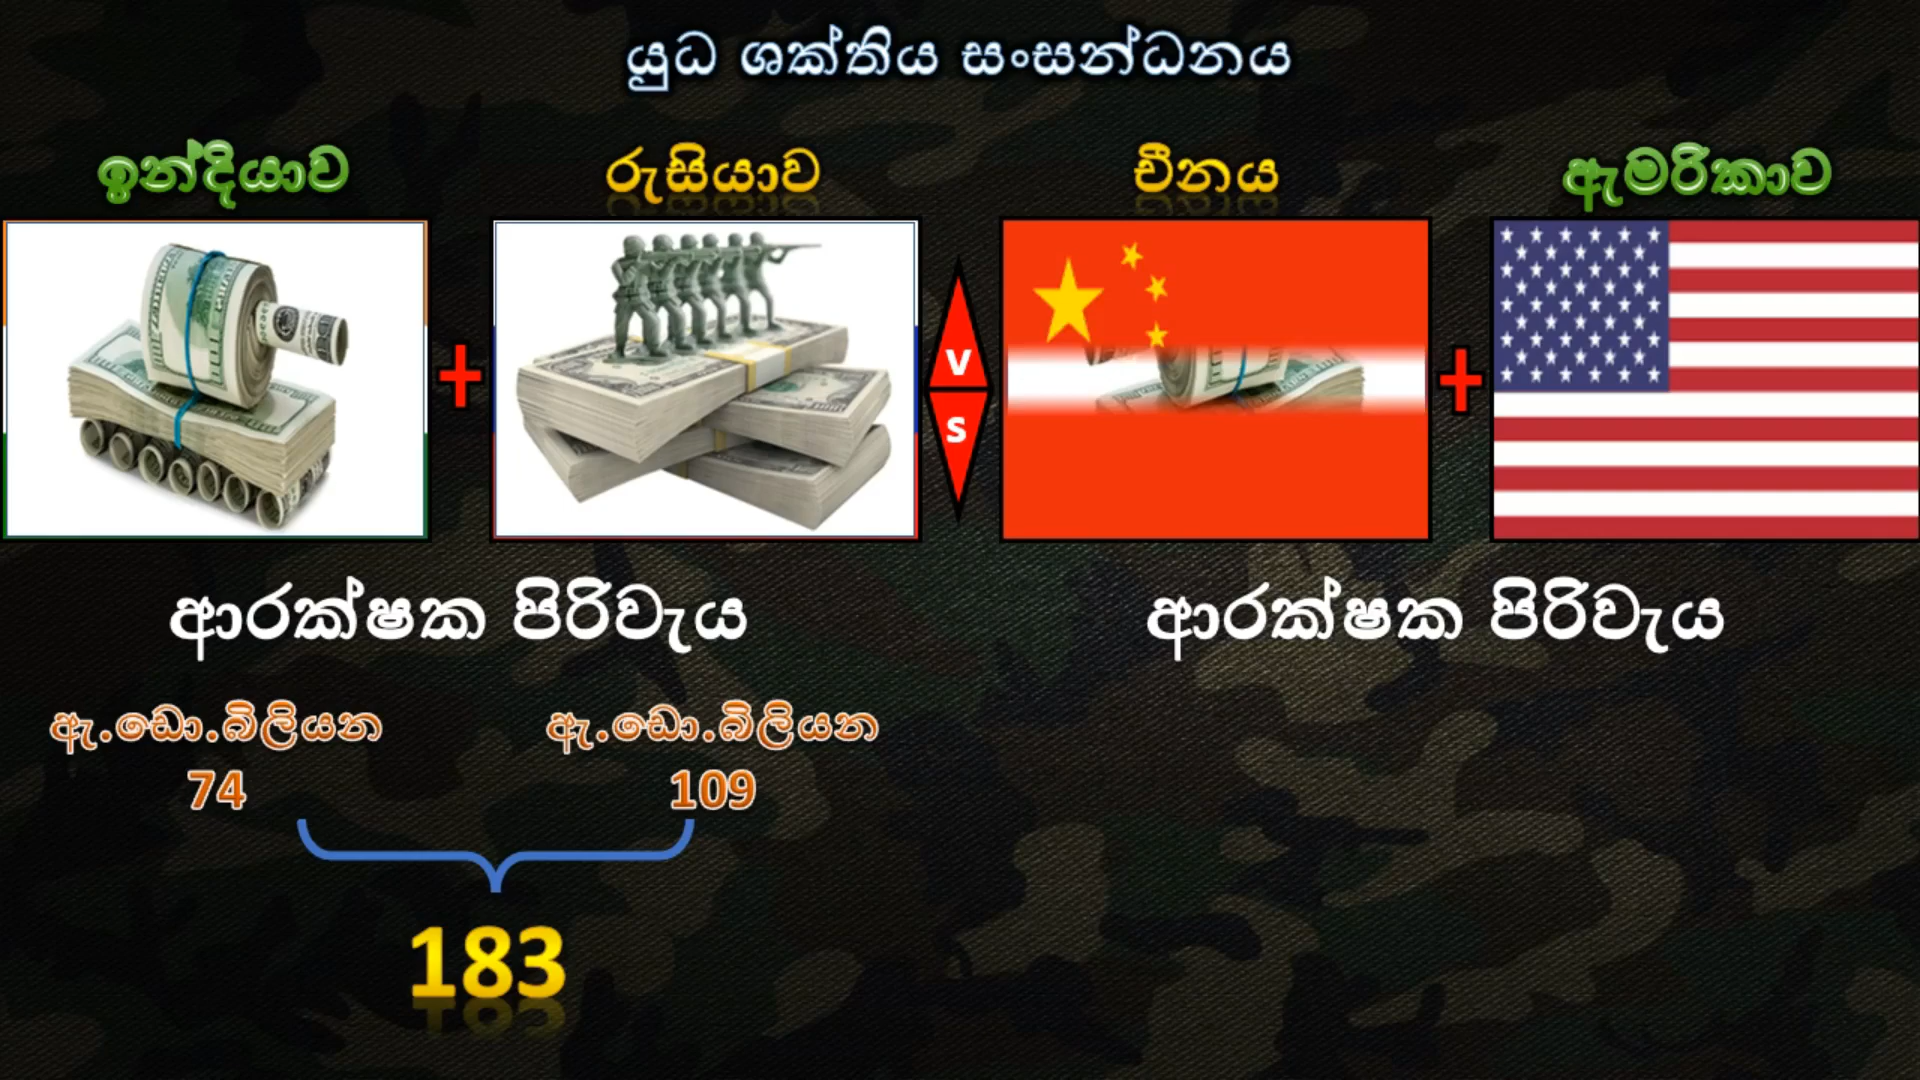 යුධ ශක්තිය සංසන්ධනය
ඉන්දියාව රුසියාව චීනය ඇමරිකාව
+ V S +
ආරක්ෂක පිරිවැය ආරක්ෂක පිරිවැය
ඇ.ඩො.බිලියන ඇ.ඩො.බිලියන
74 109
183